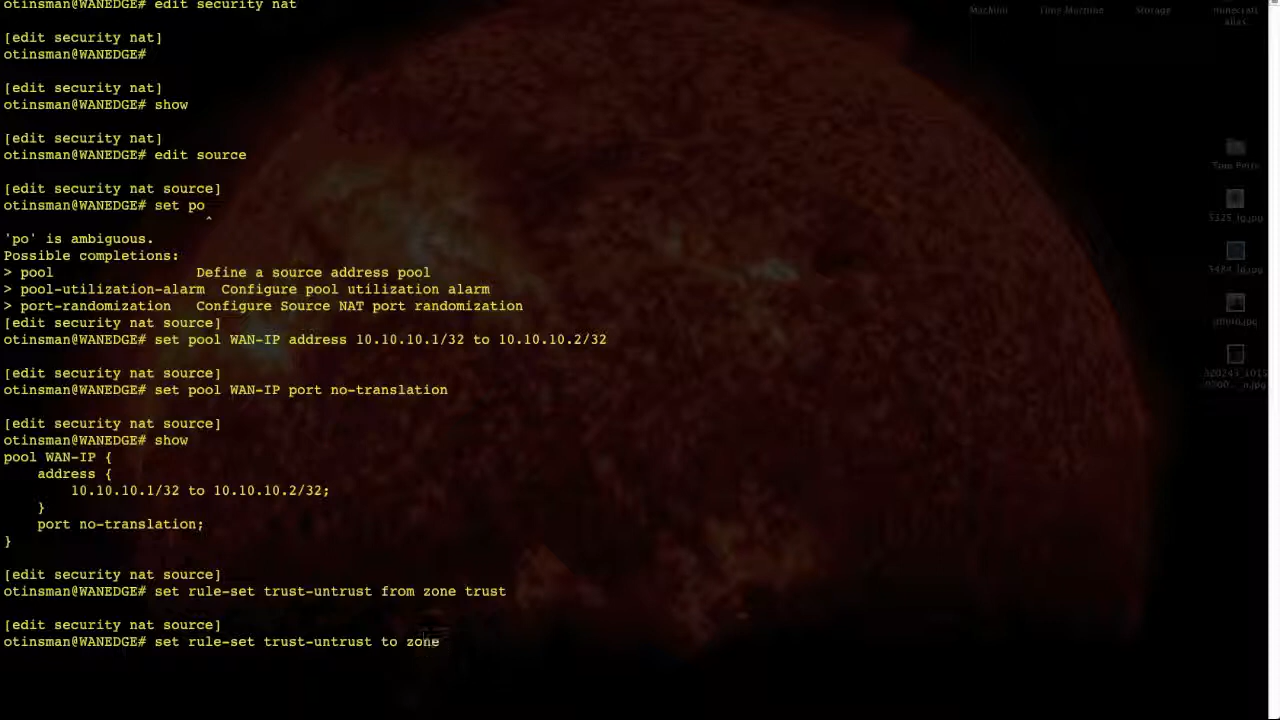 otinsman@WANEDGE# edit security nat
[edit security nat]
otinsman@WANEDGE#
[edit security nat]
otinsman@WANEDGE# show
[edit security nat]
otinsman@WANEDGE# edit source
[edit security nat source]
otinsman@WANEDGE# set po
^
'po' is ambiguous.
Possible completions:
> pool Define a source address pool
> pool-utilization-alarm Configure pool utilization alarm
> port-randomization Configure Source NAT port randomization
[edit security nat source]
otinsman@WANEDGE# set pool WAN-IP address 10.10.10.1/32 to 10.10.10.2/32
[edit security nat source]
otinsman@WANEDGE# set pool WAN-IP port no-translation
[edit security nat source]
otinsman@WANEDGE# show
pool WAN-IP {
address {
10.10.10.1/32 to 10.10.10.2/32;
}
port no-translation;
}
[edit security nat source]
otinsman@WANEDGE# set rule-set trust-untrust from zone trust
[edit security nat source]
otinsman@WANEDGE# set rule-set trust-untrust to zone
Time Machine
Storage
minecraft